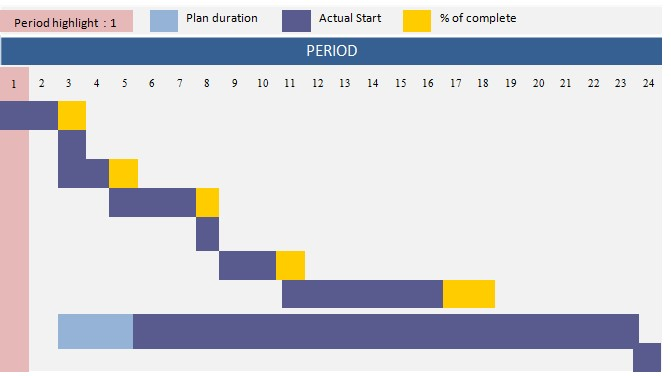 Period highlight : 1
Plan duration
Actual Start
% of complete
PERIOD
1 2 3 4 5 6 7 8 9 10 11 12 13 14 15 16 17 18 19 20 21 22 23 24